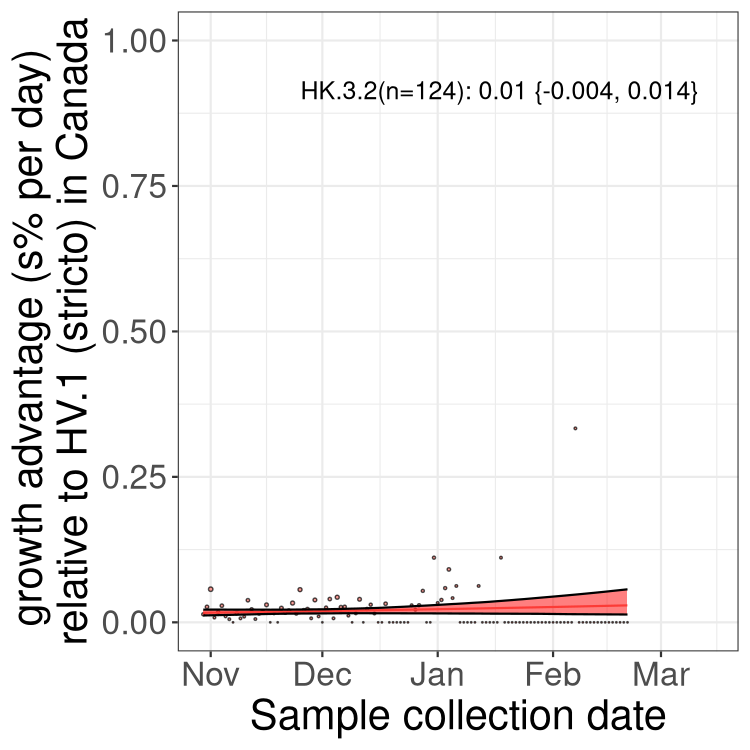 growth advantage (s% per day)
relative to HV.1 (stricto) in Canada
1.00
0.75
0.50
0.25
0.00
HK.3.2(n=124): 0.01 {-0.004, 0.014}
Nov Dec Jan Feb Mar
Sample collection date